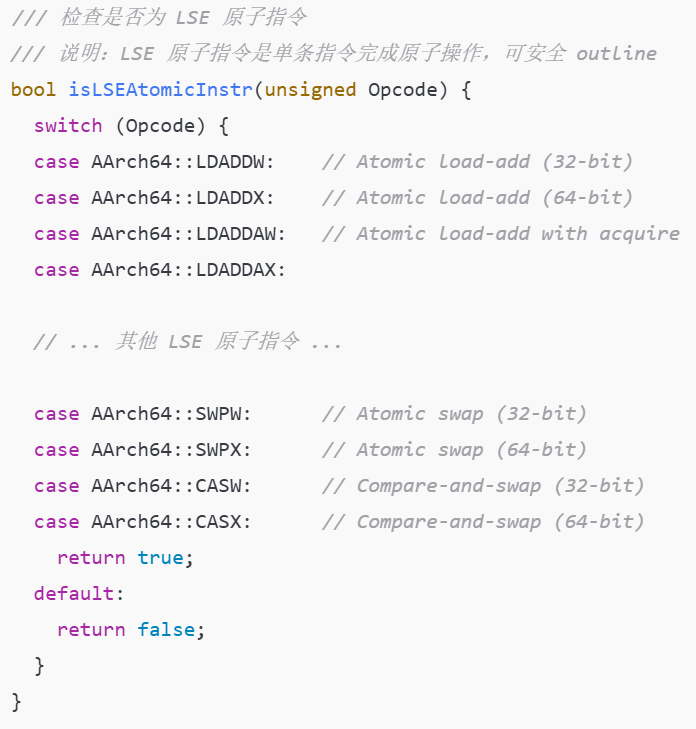 /// 检查是否为 LSE 原子指令
/// 说明：LSE 原子指令是单条指令完成原子操作，可安全 outline
bool isLSEAtomicInstr(unsigned Opcode) {
  switch (Opcode) {
  case AArch64::LDADDW:    // Atomic load-add (32-bit)
  case AArch64::LDADDX:    // Atomic load-add (64-bit)
  case AArch64::LDADDAW:   // Atomic load-add with acquire
  case AArch64::LDADDAX:

  // ... 其他 LSE 原子指令 ...

  case AArch64::SWPW:      // Atomic swap (32-bit)
  case AArch64::SWPX:      // Atomic swap (64-bit)
  case AArch64::CASW:      // Compare-and-swap (32-bit)
  case AArch64::CASX:      // Compare-and-swap (64-bit)
    return true;
  default:
    return false;
  }
}